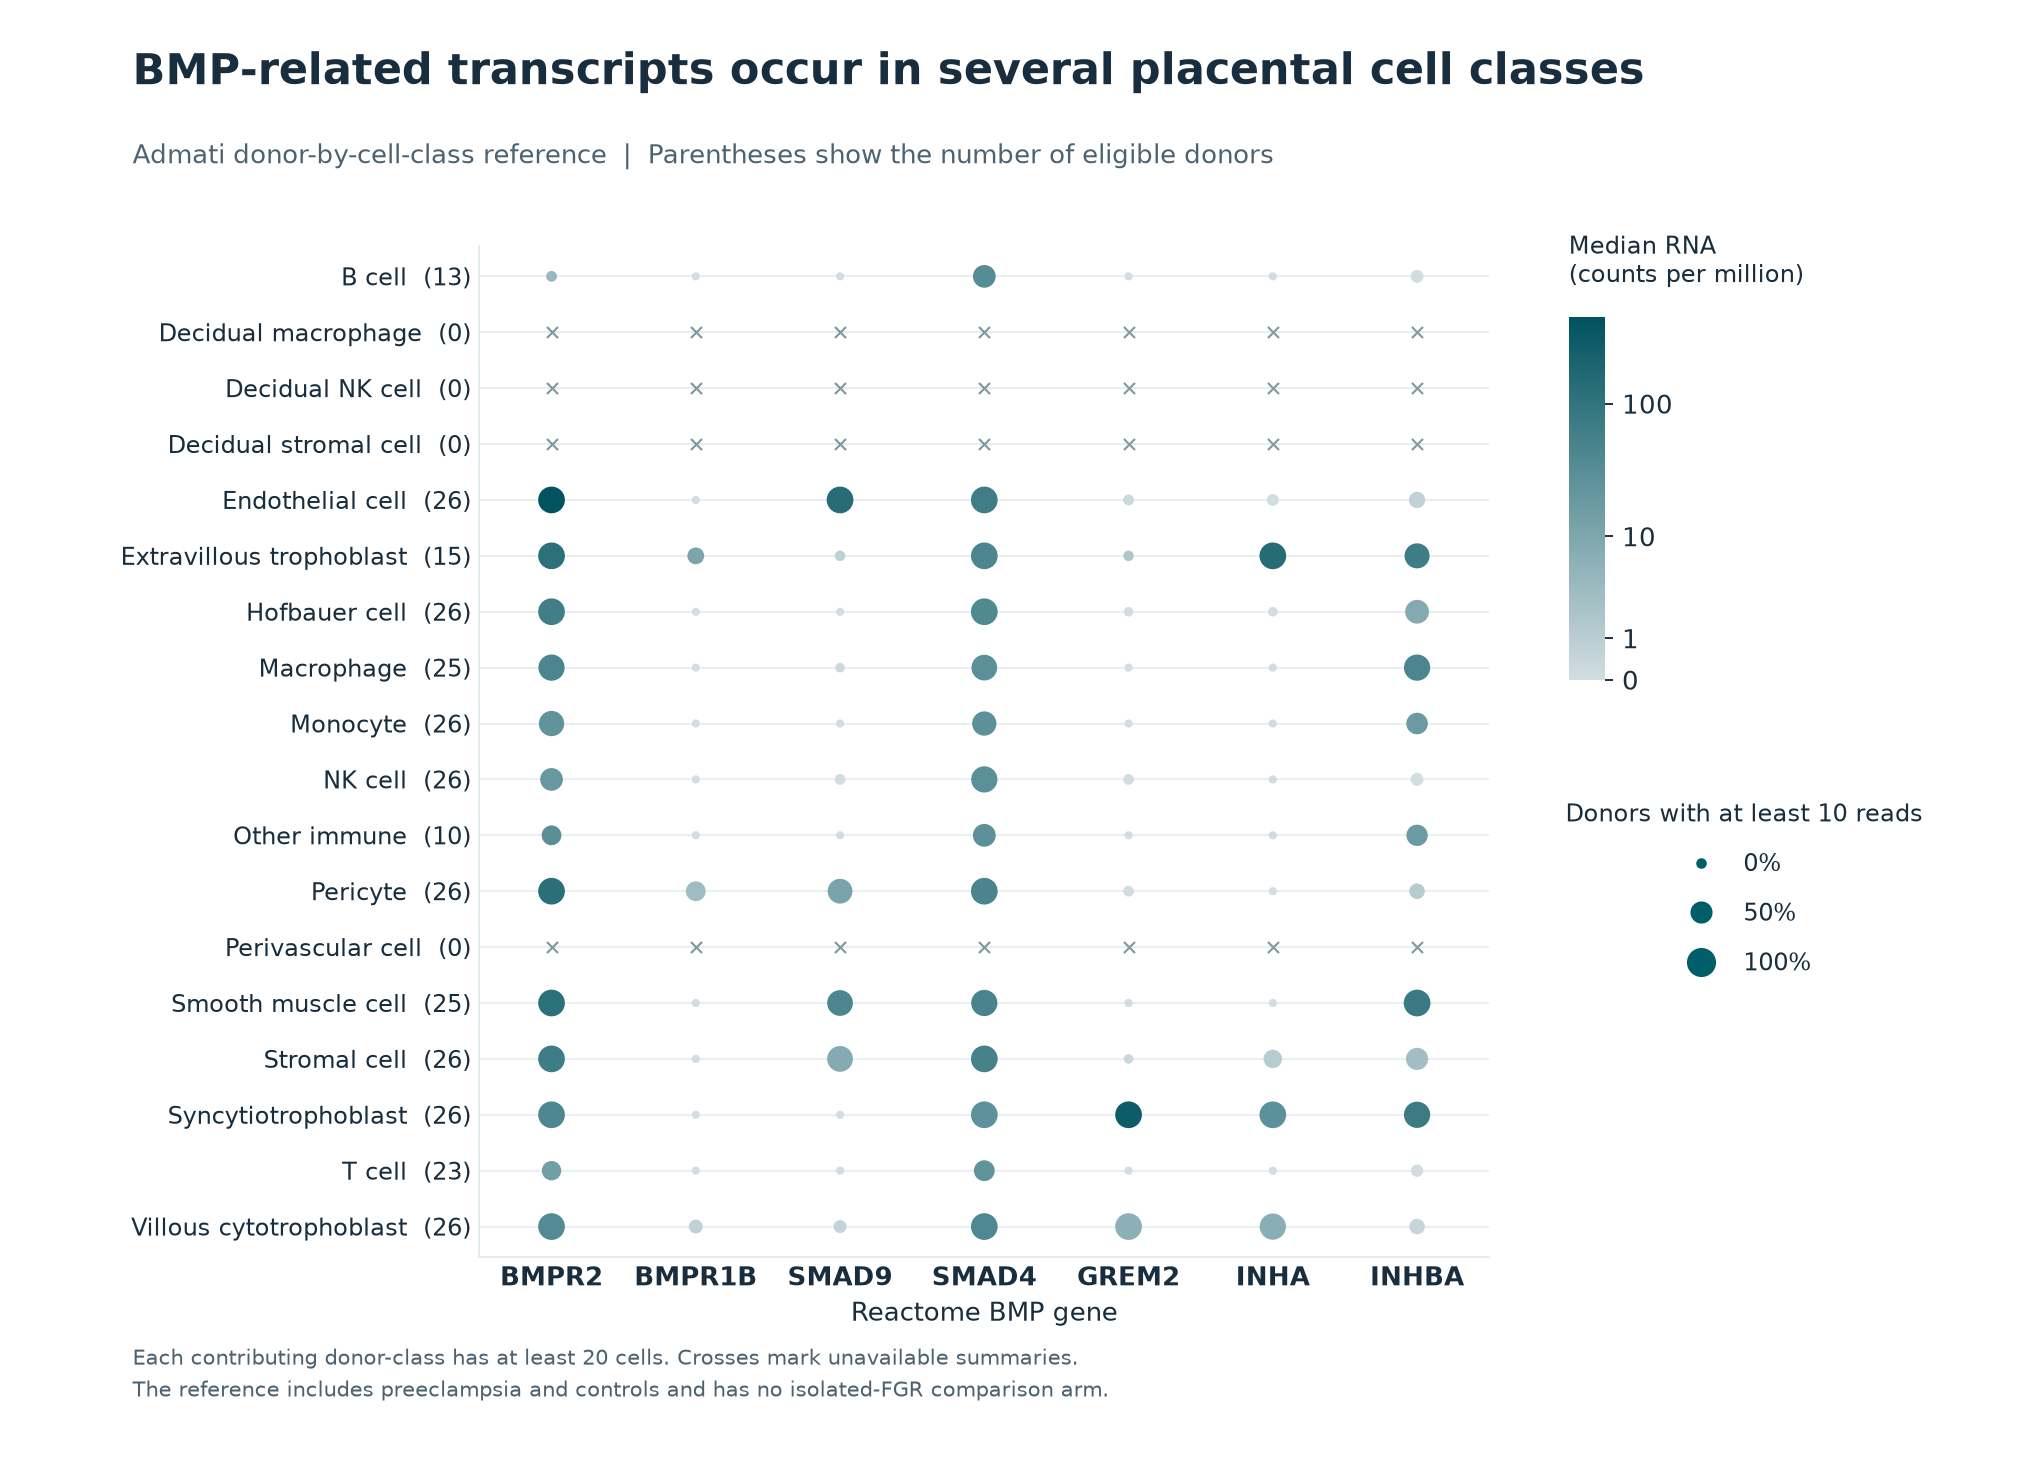 BMP-related transcripts occur in several placental cell classes
Admati donor-by-cell-class reference | Parentheses show the number of eligible donors
Median RNA
(counts per million)
100
10
1
0
Donors with at least 10 reads
0%
50%
100%
B cell (13)
Decidual macrophage (0)
Decidual NK cell (0)
Decidual stromal cell (0)
Endothelial cell (26)
Extravillous trophoblast (15)
Hofbauer cell (26)
Macrophage (25)
Monocyte (26)
NK cell (26)
Other immune (10)
Pericyte (26)
Perivascular cell (0)
Smooth muscle cell (25)
Stromal cell (26)
Syncytiotrophoblast (26)
T cell (23)
Villous cytotrophoblast (26)
BMPR2 BMPR1B SMAD9 SMAD4 GREM2 INHA INHBA
Reactome BMP gene
Each contributing donor-class has at least 20 cells. Crosses mark unavailable summaries.
The reference includes preeclampsia and controls and has no isolated-FGR comparison arm.